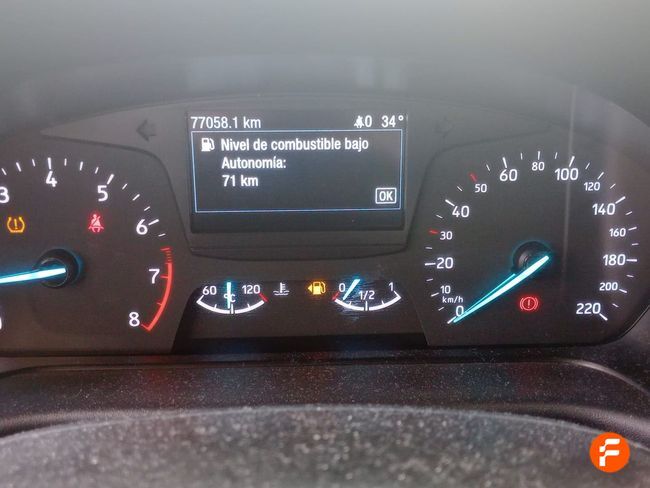 77058.1 km 0 34°
Nivel de combustible bajo
Autonomía:
71 km
OK
3 4 5 6 7 8
60 °C 120
0 1/2 1
0 10 20 30 40 50 60 80 100 120 140 160 180 200 220
km/h